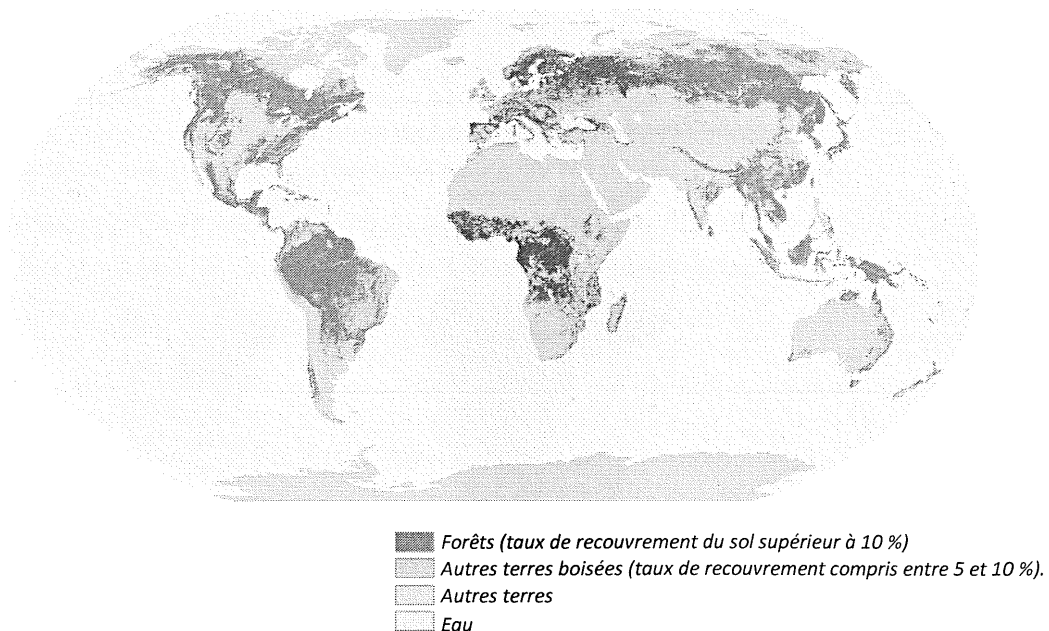 Forêts (taux de recouvrement du sol supérieur à 10 %)
Autres terres boisées (taux de recouvrement compris entre 5 et 10 %).
Autres terres
Eau